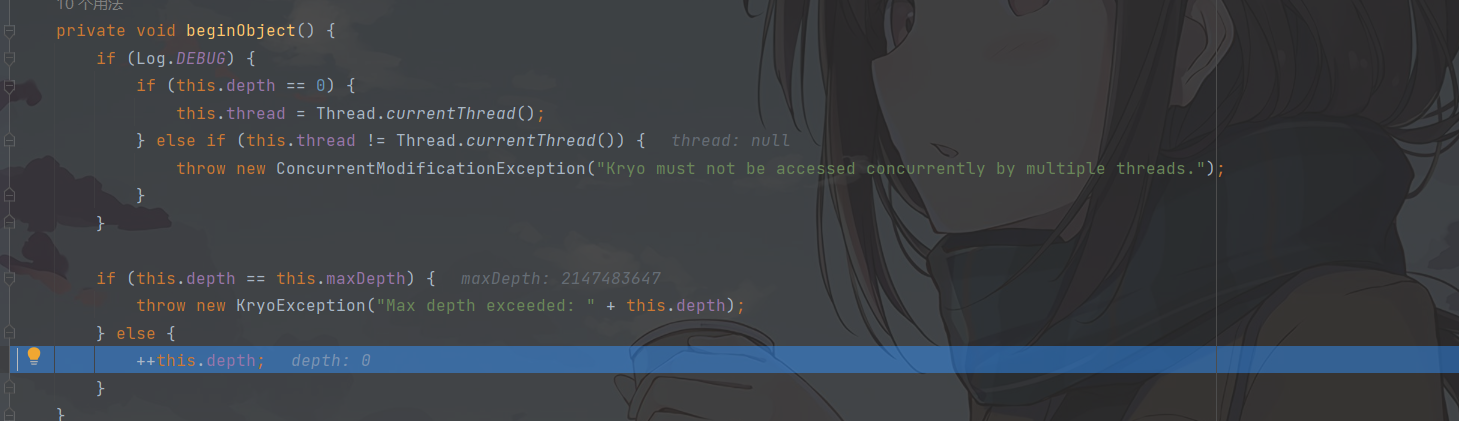 10 个用法
private void beginObject() {
if (Log.DEBUG) {
if (this.depth == 0) {
this.thread = Thread.currentThread();
} else if (this.thread != Thread.currentThread()) { thread: null
throw new ConcurrentModificationException("Kryo must not be accessed concurrently by multiple threads.");
}
}
if (this.depth == this.maxDepth) { maxDepth: 2147483647
throw new KryoException("Max depth exceeded: " + this.depth);
} else {
++this.depth; depth: 0
}
}